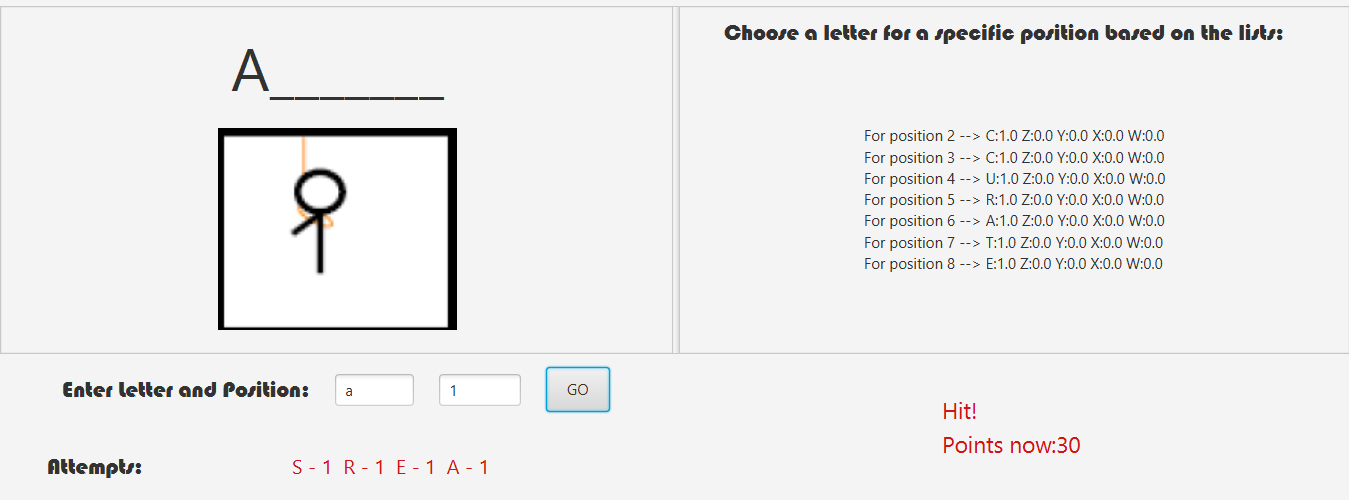 A_______
Choose a letter for a specific position based on the lists:
For position 2 --> C:1.0 Z:0.0 Y:0.0 X:0.0 W:0.0
For position 3 --> C:1.0 Z:0.0 Y:0.0 X:0.0 W:0.0
For position 4 --> U:1.0 Z:0.0 Y:0.0 X:0.0 W:0.0
For position 5 --> R:1.0 Z:0.0 Y:0.0 X:0.0 W:0.0
For position 6 --> A:1.0 Z:0.0 Y:0.0 X:0.0 W:0.0
For position 7 --> T:1.0 Z:0.0 Y:0.0 X:0.0 W:0.0
For position 8 --> E:1.0 Z:0.0 Y:0.0 X:0.0 W:0.0
Enter Letter and Position: a 1 GO
Hit!
Points now:30
Attempts: S - 1 R - 1 E - 1 A - 1